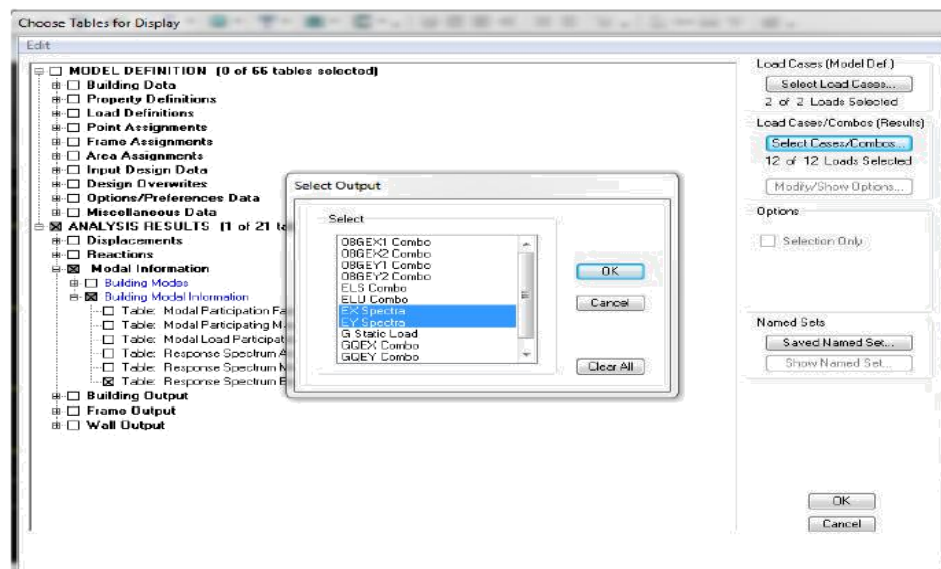 Choose Tables for Display
Edit
MODEL DEFINITION (0 of 66 tables selected)
Building Data
Property Definitions
Load Definitions
Point Assignments
Frame Assignments
Area Assignments
Input Design Data
Design Overwrites
Options/Preferences Data
Miscellaneous Data
ANALYSIS RESULTS (1 of 21 ta
Displacements
Reactions
Modal Information
Building Modes
Building Modal Information
Table: Modal Participation Fa
Table: Modal Participating M
Table: Modal Load Participat
Table: Response Spectrum A
Table: Response Spectrum M
Table: Response Spectrum B
Building Output
Frame Output
Wall Output
Select Output
Select
08GEX1 Combo
08GEX2 Combo
08GEY1 Combo
08GEY2 Combo
ELS Combo
ELU Combo
EX Spectra
EY Spectra
G Static Load
GQEX Combo
GQEY Combo
OK
Cancel
Clear All
Load Cases (Model Def.)
Select Load Cases...
2 of 2 Loads Selected
Load Cases/Combos (Results)
Select Cases/Combos...
12 of 12 Loads Selected
Modify/Show Options...
Options
Selection Only
Named Sets
Saved Named Set...
Show Named Set...
OK
Cancel